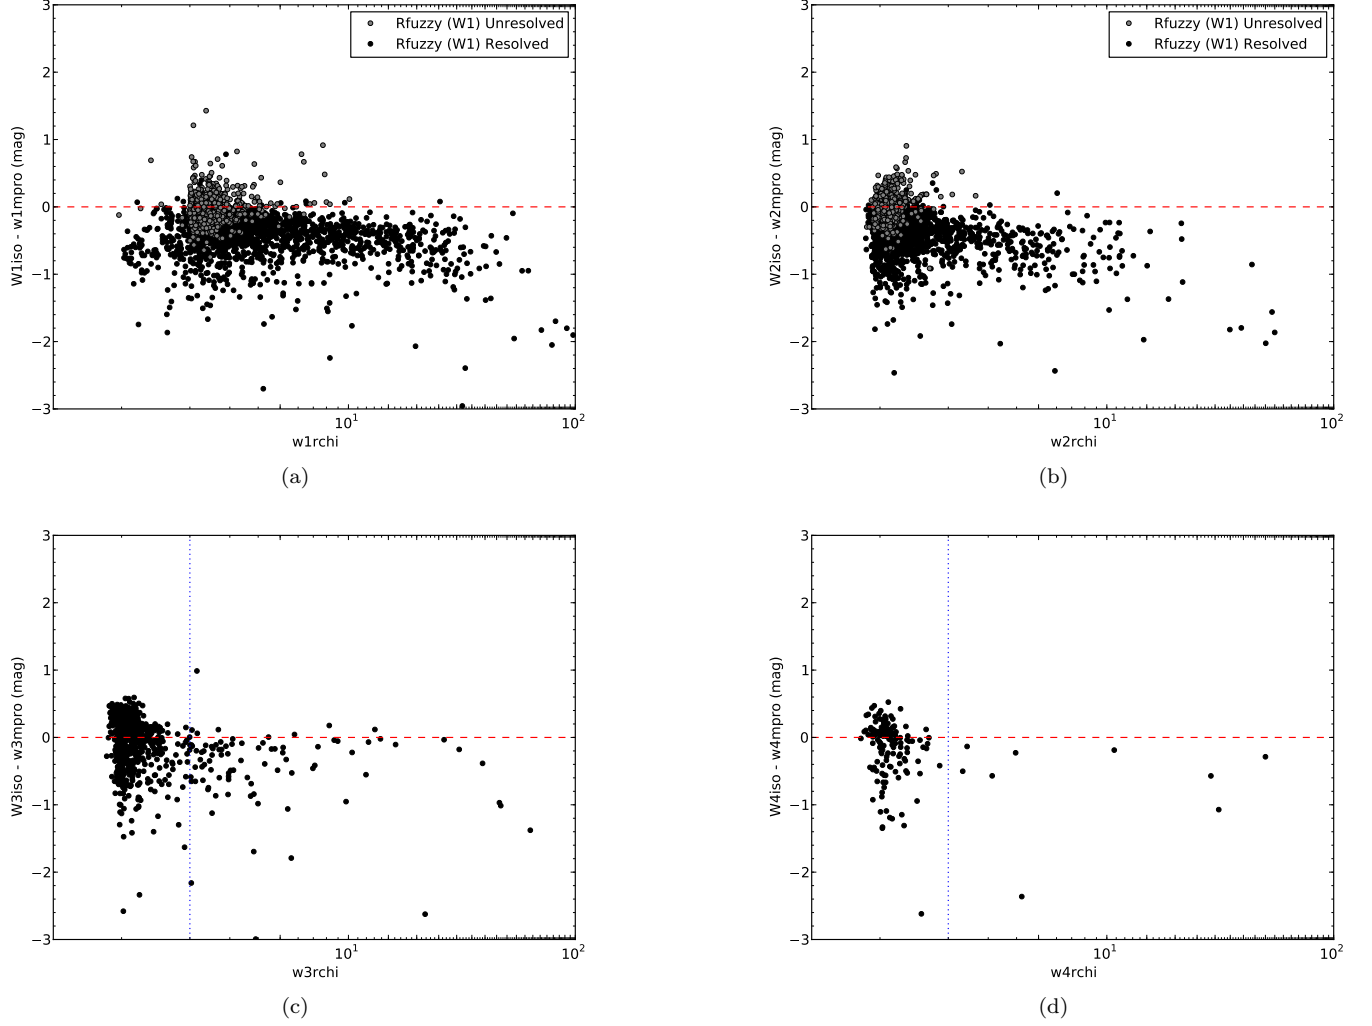 3
2
1
0
−1
−2
−3
W1iso - w1mpro (mag)
Rfuzzy (W1) Unresolved
Rfuzzy (W1) Resolved
10^1
10^2
w1rchi
(a)
3
2
1
0
−1
−2
−3
W2iso - w2mpro (mag)
Rfuzzy (W1) Unresolved
Rfuzzy (W1) Resolved
10^1
10^2
w2rchi
(b)
3
2
1
0
−1
−2
−3
W3iso - w3mpro (mag)
10^1
10^2
w3rchi
(c)
3
2
1
0
−1
−2
−3
W4iso - w4mpro (mag)
10^1
10^2
w4rchi
(d)